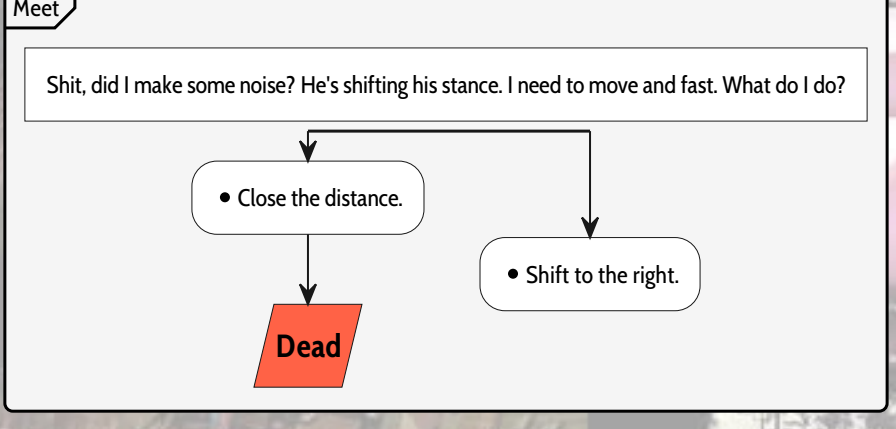 Meet
Shit, did I make some noise? He's shifting his stance. I need to move and fast. What do I do?
• Close the distance.
• Shift to the right.
Dead